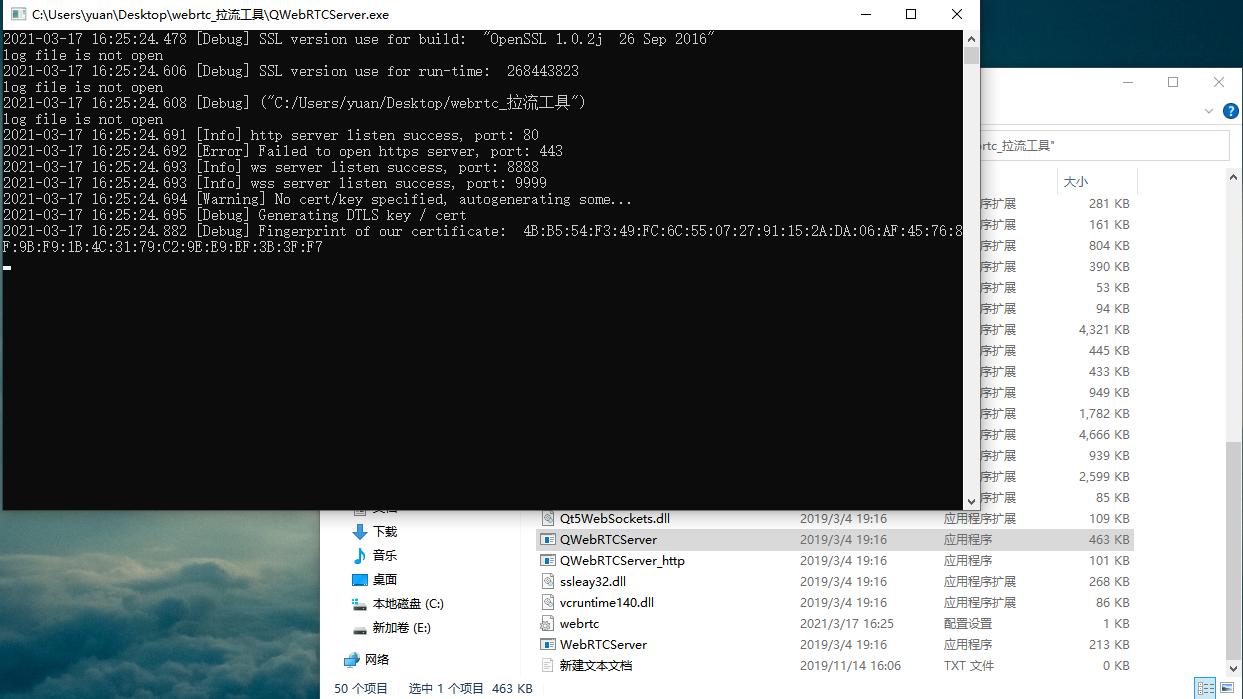 C:\Users\yuan\Desktop\webrtc_拉流工具\QWebRTCServer.exe
2021-03-17 16:25:24.478 [Debug] SSL version use for build:  "OpenSSL 1.0.2j  26 Sep 2016"
log file is not open
2021-03-17 16:25:24.606 [Debug] SSL version use for run-time:  268443823
log file is not open
2021-03-17 16:25:24.608 [Debug] ("C:/Users/yuan/Desktop/webrtc_拉流工具")
log file is not open
2021-03-17 16:25:24.691 [Info] http server listen success, port: 80
2021-03-17 16:25:24.692 [Error] Failed to open https server, port: 443
2021-03-17 16:25:24.693 [Info] ws server listen success, port: 8888
2021-03-17 16:25:24.693 [Info] wss server listen success, port: 9999
2021-03-17 16:25:24.694 [Warning] No cert/key specified, autogenerating some...
2021-03-17 16:25:24.695 [Debug] Generating DTLS key / cert
2021-03-17 16:25:24.882 [Debug] Fingerprint of our certificate:  4B:B5:54:F3:49:FC:6C:55:07:27:91:15:2A:DA:06:AF:45:76:8
F:9B:F9:1B:4C:31:79:C2:9E:E9:EF:3B:3F:F7
拉流工具"
大小
序扩展 281 KB
序扩展 161 KB
序扩展 804 KB
序扩展 390 KB
序扩展 53 KB
序扩展 94 KB
序扩展 4,321 KB
序扩展 445 KB
序扩展 433 KB
序扩展 949 KB
序扩展 1,782 KB
序扩展 4,666 KB
序扩展 939 KB
序扩展 2,599 KB
序扩展 85 KB
下载
音乐
桌面
本地磁盘 (C:)
新加卷 (E:)
网络
Qt5WebSockets.dll 2019/3/4 19:16 应用程序扩展 109 KB
QWebRTCServer 2019/3/4 19:16 应用程序 463 KB
QWebRTCServer_http 2019/3/4 19:16 应用程序 101 KB
ssleay32.dll 2019/3/4 19:16 应用程序扩展 268 KB
vcruntime140.dll 2019/3/4 19:16 应用程序扩展 86 KB
webrtc 2021/3/17 16:25 配置设置 1 KB
WebRTCServer 2019/3/4 19:16 应用程序 213 KB
新建文本文档 2019/11/14 16:06 TXT 文件 0 KB
50 个项目 选中 1 个项目 463 KB